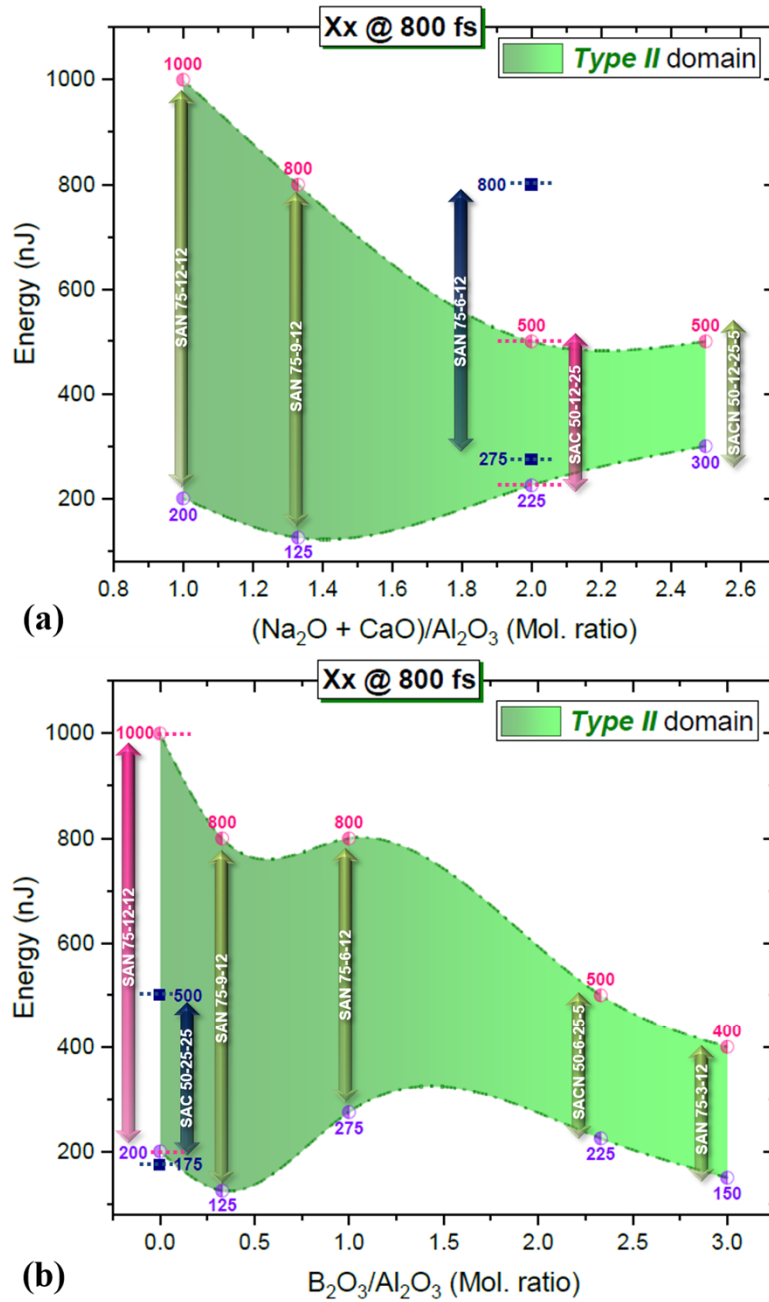 Xx @ 800 fs
Type II domain
1000
1000
800
800
800
600
500
500
400
275
300
225
200
200
125
SAN 75-12-12
SAN 75-9-12
SAN 75-6-12
SAC 50-12-25
SACN 50-12-25-5
Energy (nJ)
0.8 1.0 1.2 1.4 1.6 1.8 2.0 2.2 2.4 2.6
(a)
(Na₂O + CaO)/Al₂O₃ (Mol. ratio)
Xx @ 800 fs
Type II domain
1000
1000
800
800
800
600
500
500
400
400
275
225
200
200
175
150
125
SAN 75-12-12
SAC 50-25-25
SAN 75-9-12
SAN 75-6-12
SACN 50-6-25-5
SAN 75-3-12
Energy (nJ)
0.0 0.5 1.0 1.5 2.0 2.5 3.0
(b)
B₂O₃/Al₂O₃ (Mol. ratio)